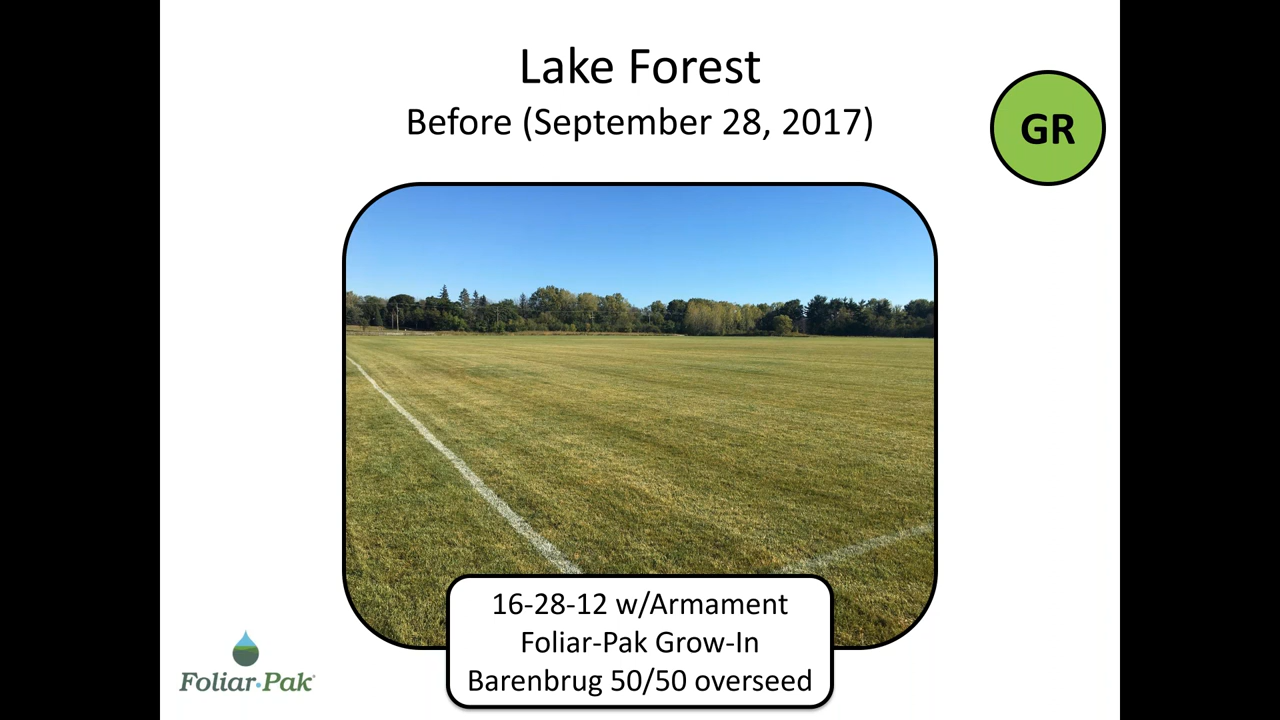 Lake Forest
Before (September 28, 2017)
GR
16-28-12 w/Armament
Foliar-Pak Grow-In
Barenbrug 50/50 overseed
Foliar·Pak